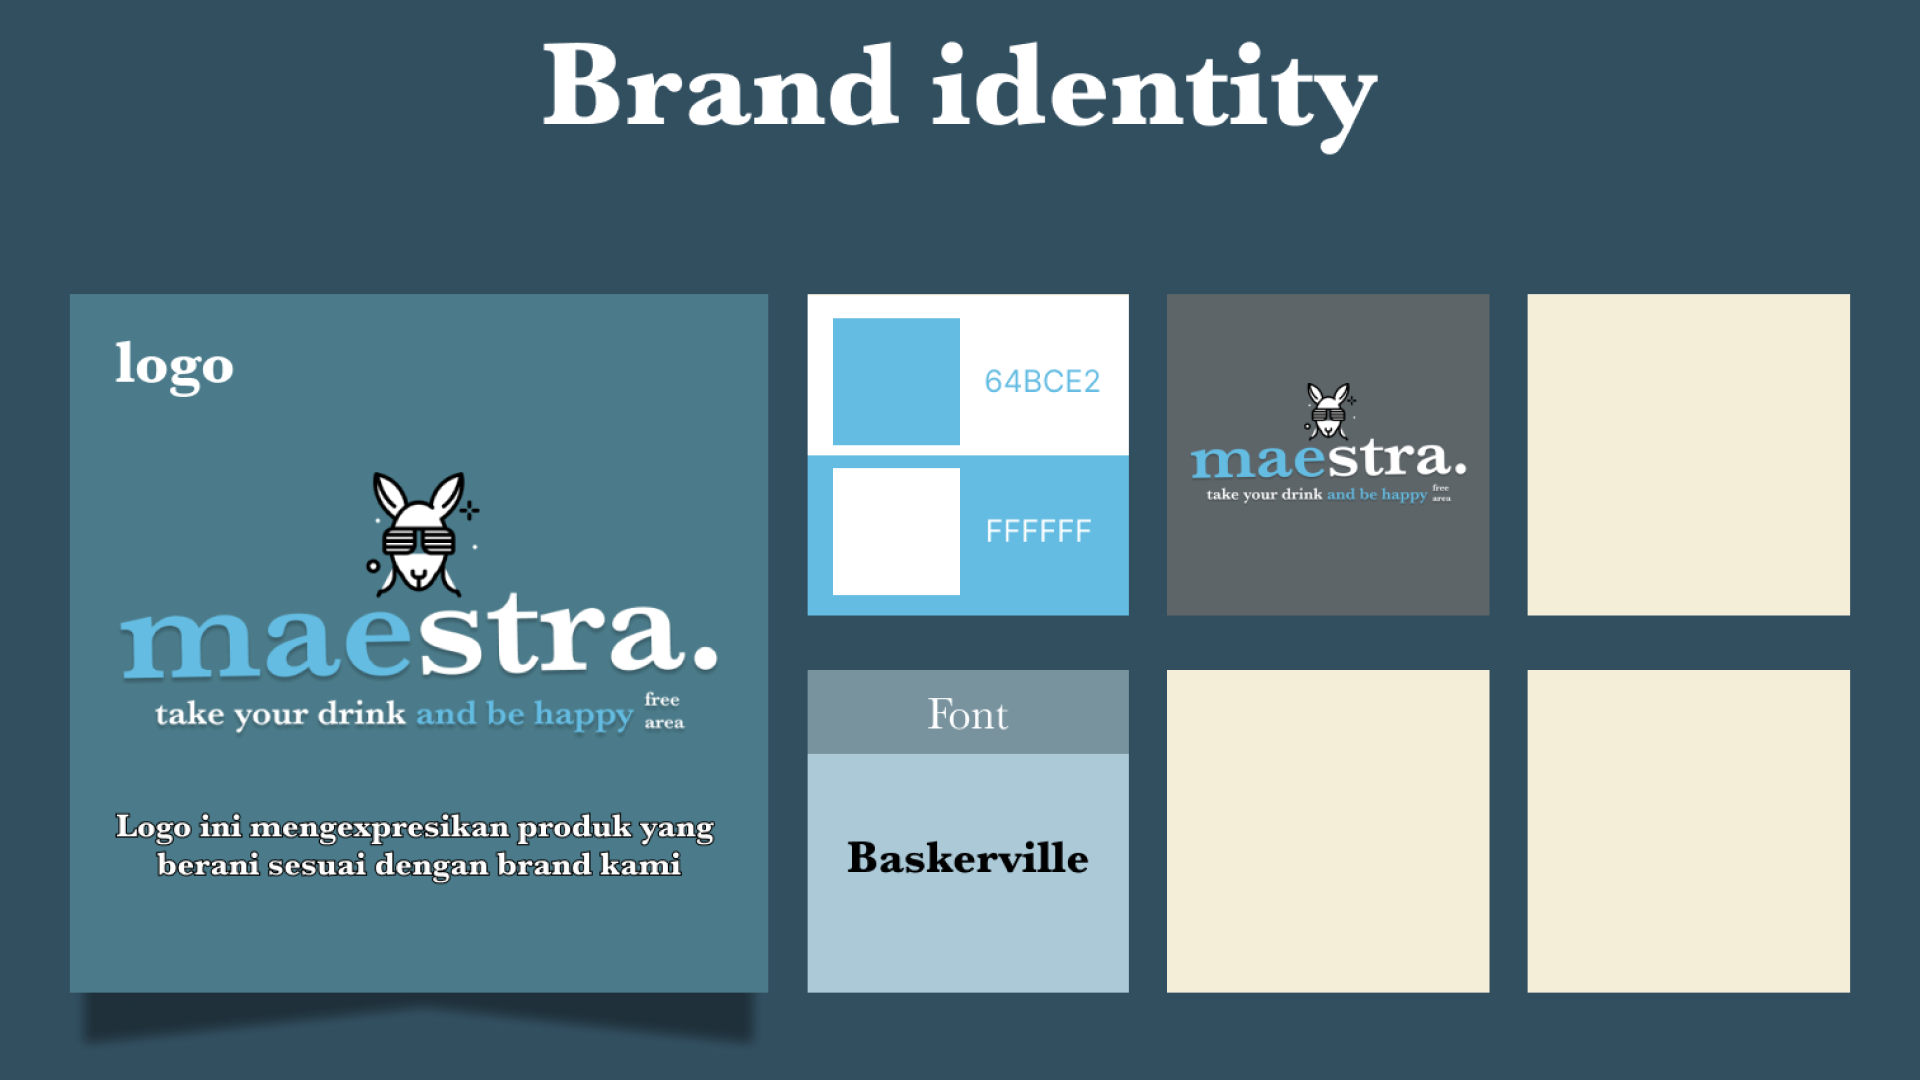 Brand identity
logo
maestra.
take your drink and be happy free
area
Logo ini mengexpresikan produk yang
berani sesuai dengan brand kami
64BCE2
FFFFFF
maestra.
take your drink and be happy free
area
Font
Baskerville